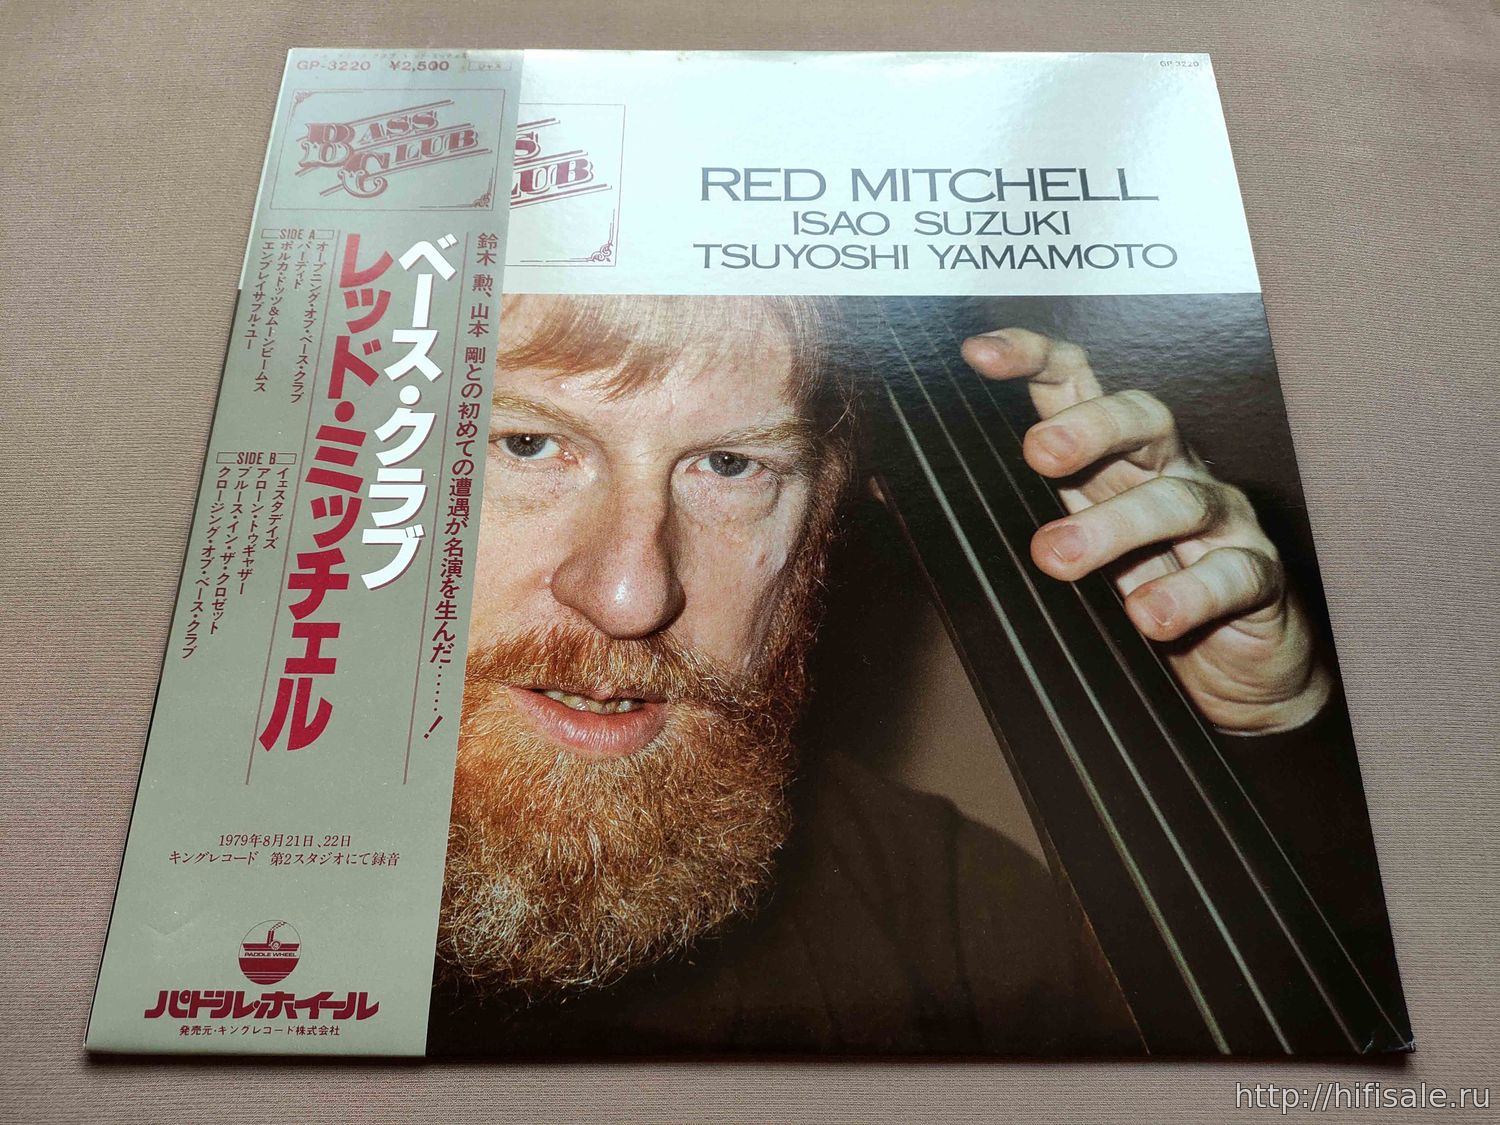 GP-3220 ¥2,500 ジャズ
BASS
CLUB
SIDE A
オープニング・オブ・ベース・クラブ
バーディド
ポルカ・ドッツ&ムーンビームス
エンブレイサブル・ユー
SIDE B
イェスタデイズ
アローン・トゥギャザー
ブルース・イン・ザ・クロゼット
クロージング・オブ・ベース・クラブ
ベース・クラブ
レッド・ミッチェル
鈴木 勲、山本 剛との初めての遭遇が名演を生んだ……!
1979年8月21日、22日
キングレコード 第2スタジオにて録音
PADDLE WHEEL
パドル・ホイール
発売元・キングレコード株式会社
GP-3220
S
LUB
RED MITCHELL
ISAO SUZUKI
TSUYOSHI YAMAMOTO
http://hifisale.ru